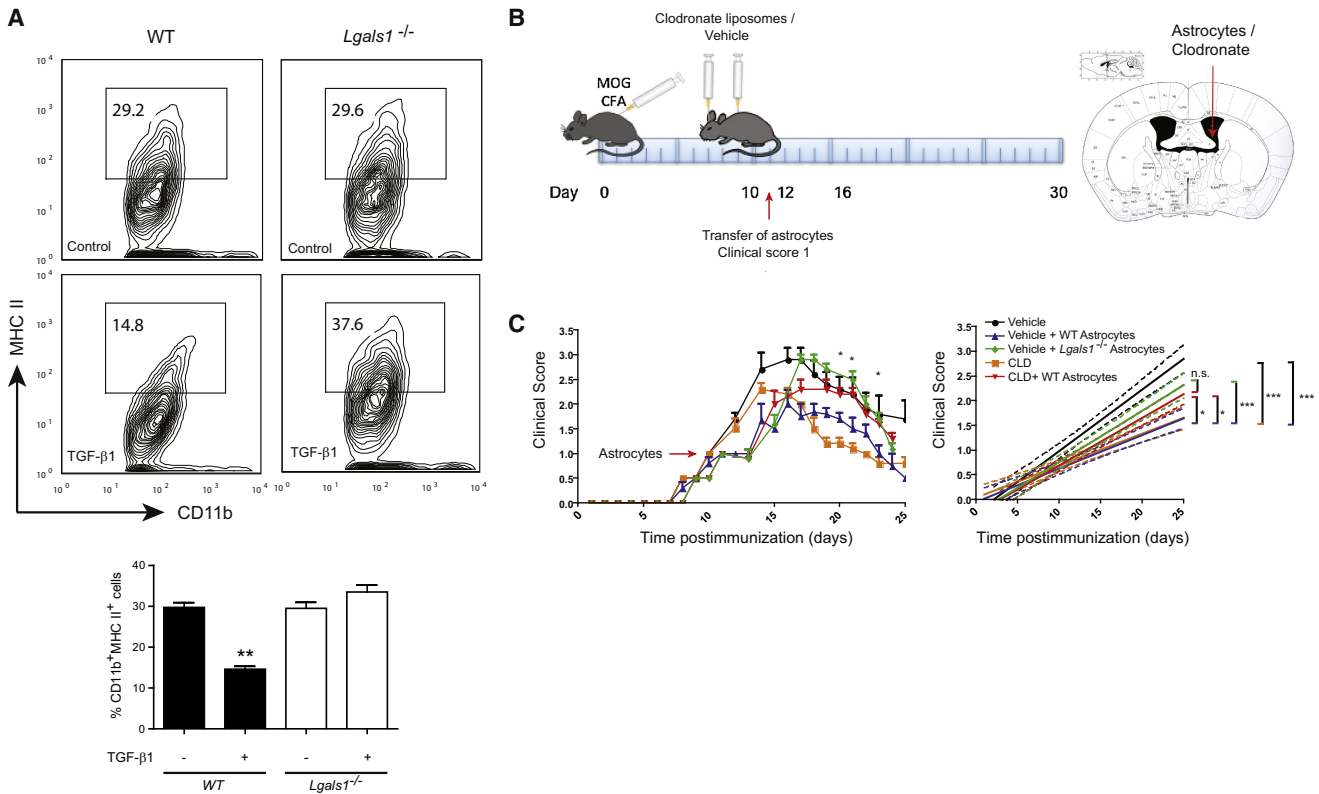 A
WT
Lgals1 -/-
10 4
10 3
10 2
10 1
10 0
29.2
Control
29.6
Control
10 4
10 3
10 2
10 1
10 0
14.8
TGF-β1
37.6
TGF-β1
10 0 10 1 10 2 10 3 10 4
10 0 10 1 10 2 10 3 10 4
MHC II
CD11b
% CD11b+MHC II+ cells
40
30
20
10
0
**
TGF-β1 - + - +
WT Lgals1-/-
B
Clodronate liposomes /
Vehicle
MOG
CFA
Day 0 10 12 16 30
Transfer of astrocytes
Clinical score 1
Astrocytes /
Clodronate
C
Clinical Score
3.5
3.0
2.5
2.0
1.5
1.0
0.5
0.0
Astrocytes
* * *
0 5 10 15 20 25
Time postimmunization (days)
Clinical Score
3.5
3.0
2.5
2.0
1.5
1.0
0.5
0.0
Vehicle
Vehicle + WT Astrocytes
Vehicle + Lgals1-/- Astrocytes
CLD
CLD+ WT Astrocytes
n.s.
* * *** *** ***
0 5 10 15 20 25
Time postimmunization (days)